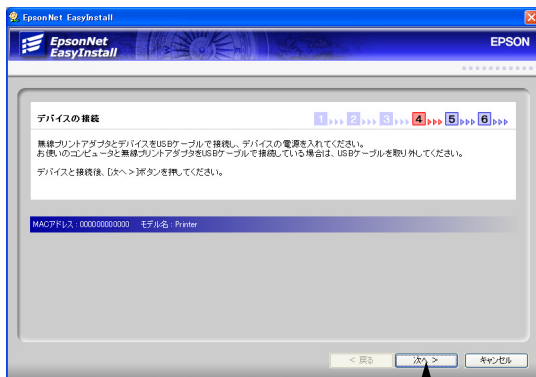 EpsonNet EasyInstall
EpsonNet
EasyInstall
EPSON
デバイスの接続
1 2 3 4 5 6
無線プリントアダプタとデバイスをUSBケーブルで接続し、デバイスの電源を入れてください。
お使いのコンピュータと無線プリントアダプタをUSBケーブルで接続している場合は、USBケーブルを取り外してください。
デバイスと接続後、[次へ >]ボタンを押してください。
MACアドレス : 000000000000 モデル名 : Printer
< 戻る 次へ > キャンセル